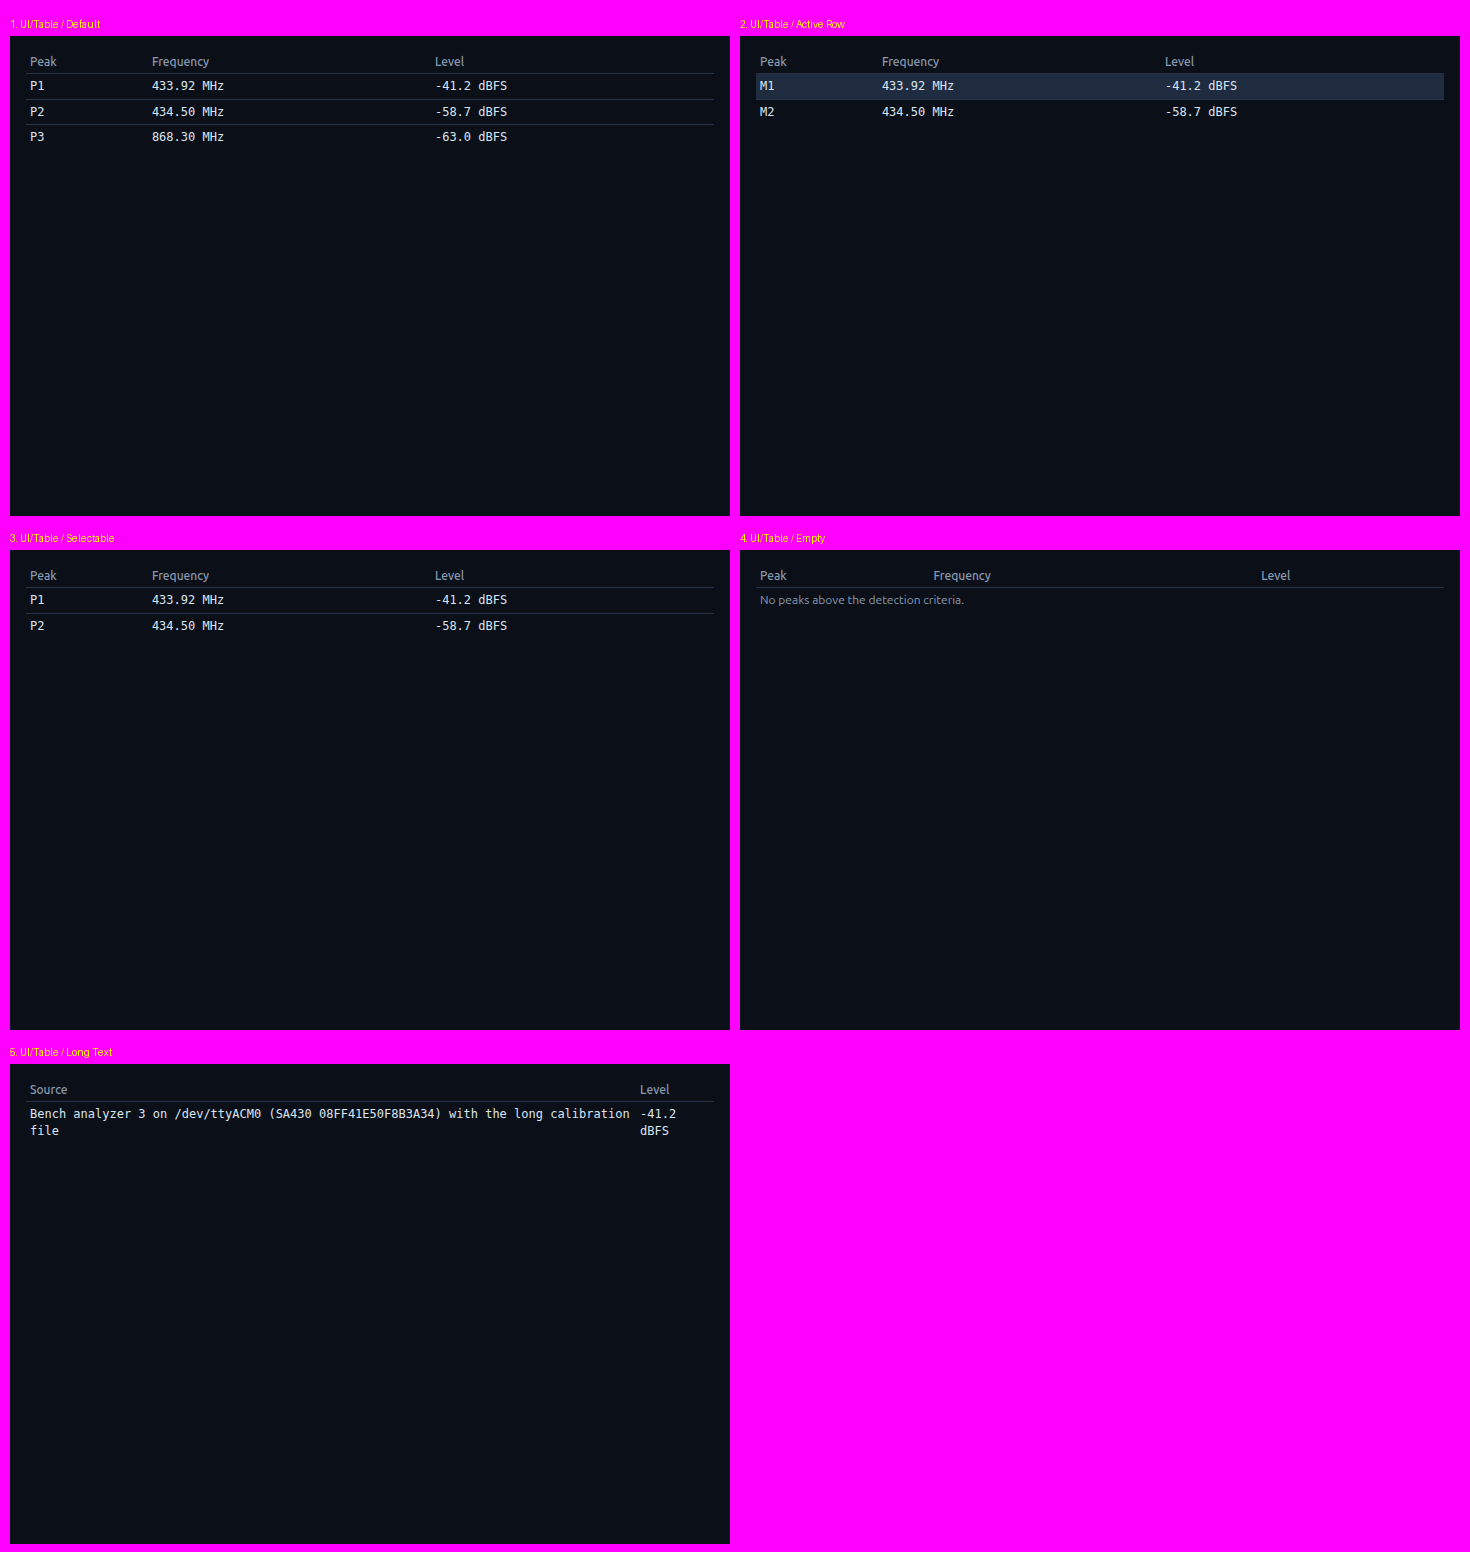 1. UI/Table / Default
Peak Frequency Level
P1 433.92 MHz -41.2 dBFS
P2 434.50 MHz -58.7 dBFS
P3 868.30 MHz -63.0 dBFS
2. UI/Table / Active Row
Peak Frequency Level
M1 433.92 MHz -41.2 dBFS
M2 434.50 MHz -58.7 dBFS
3. UI/Table / Selectable
Peak Frequency Level
P1 433.92 MHz -41.2 dBFS
P2 434.50 MHz -58.7 dBFS
4. UI/Table / Empty
Peak Frequency Level
No peaks above the detection criteria.
5. UI/Table / Long Text
Source Level
Bench analyzer 3 on /dev/ttyACM0 (SA430 08FF41E50F8B3A34) with the long calibration -41.2
file dBFS